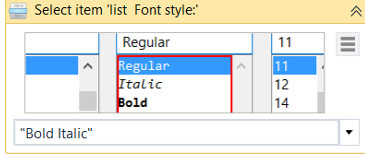 Select item 'list  Font style:'
Regular 11
Regular 11
Italic 12
Bold 14
"Bold Italic"